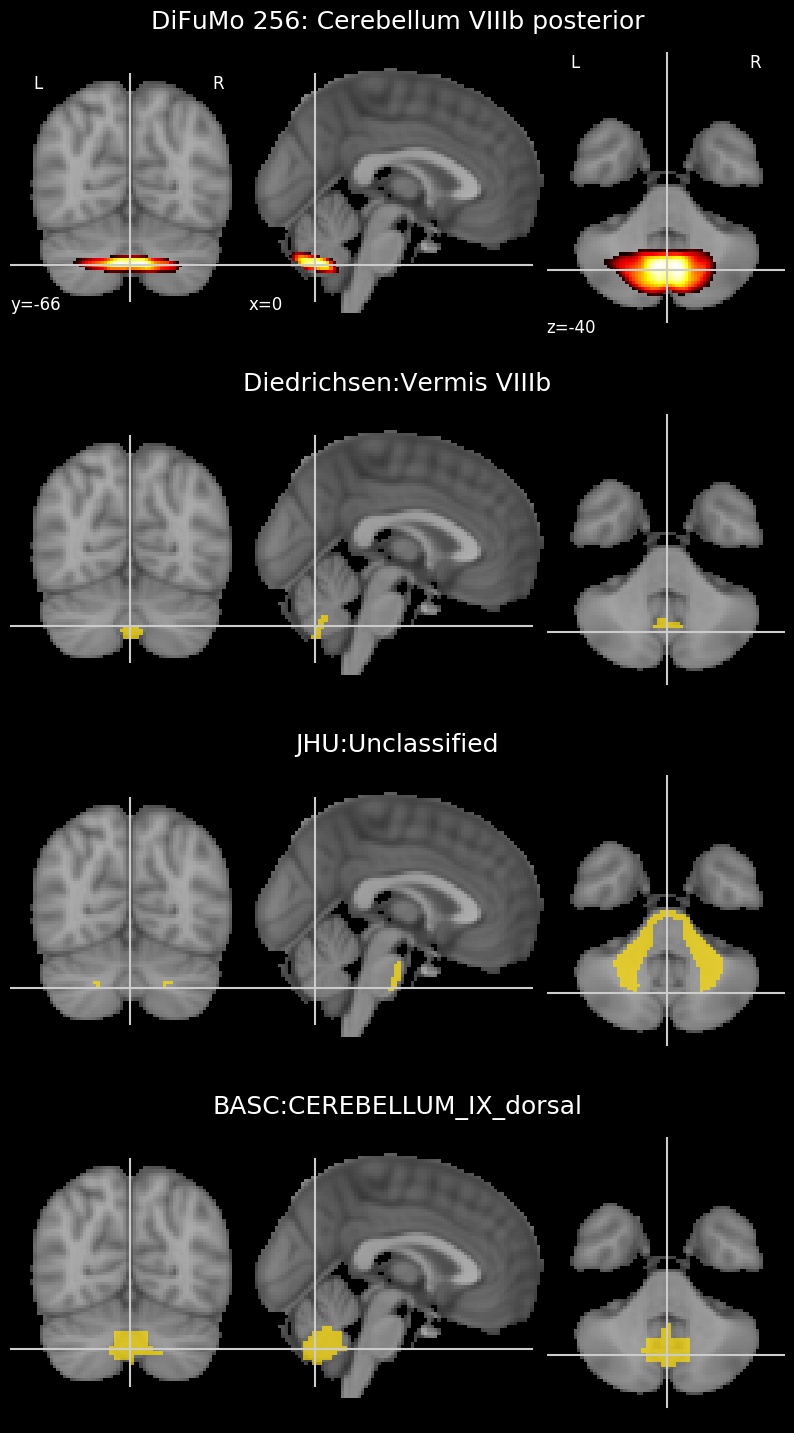 DiFuMo 256: Cerebellum VIIIb posterior
L R L R
y=-66 x=0 z=-40
Diedrichsen:Vermis VIIIb
JHU:Unclassified
BASC:CEREBELLUM_IX_dorsal